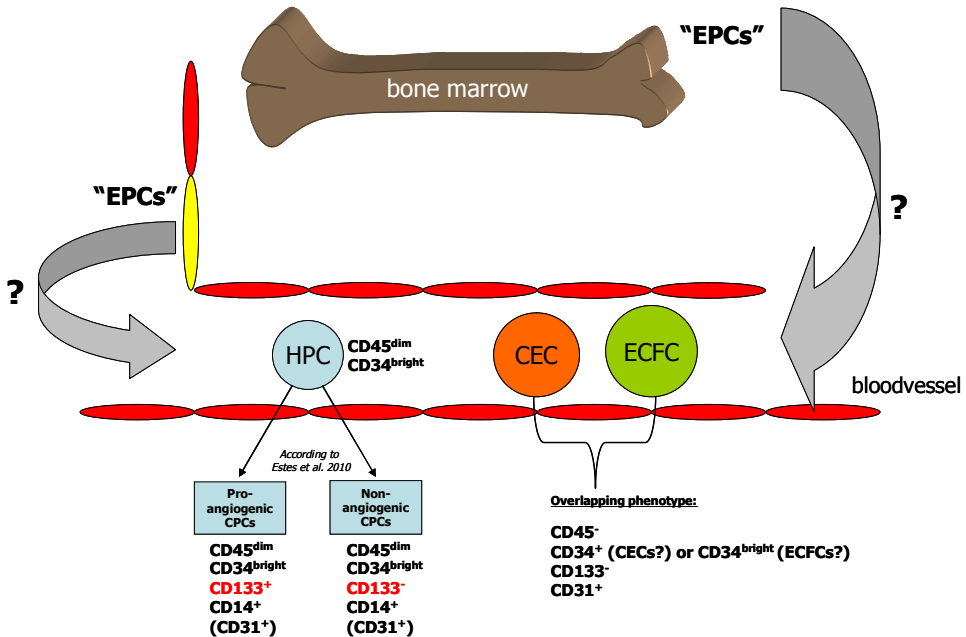 “EPCs”
bone marrow
“EPCs”
?
?
HPC
CD45ᵈⁱᵐ
CD34ᵇʳⁱᵍʰᵗ
CEC
ECFC
bloodvessel
According to
Estes et al. 2010
Pro-
angiogenic
CPCs
CD45ᵈⁱᵐ
CD34ᵇʳⁱᵍʰᵗ
CD133⁺
CD14⁺
(CD31⁺)
Non-
angiogenic
CPCs
CD45ᵈⁱᵐ
CD34ᵇʳⁱᵍʰᵗ
CD133⁻
CD14⁺
(CD31⁺)
Overlapping phenotype:
CD45⁻
CD34⁺ (CECs?) or CD34ᵇʳⁱᵍʰᵗ (ECFCs?)
CD133⁻
CD31⁺